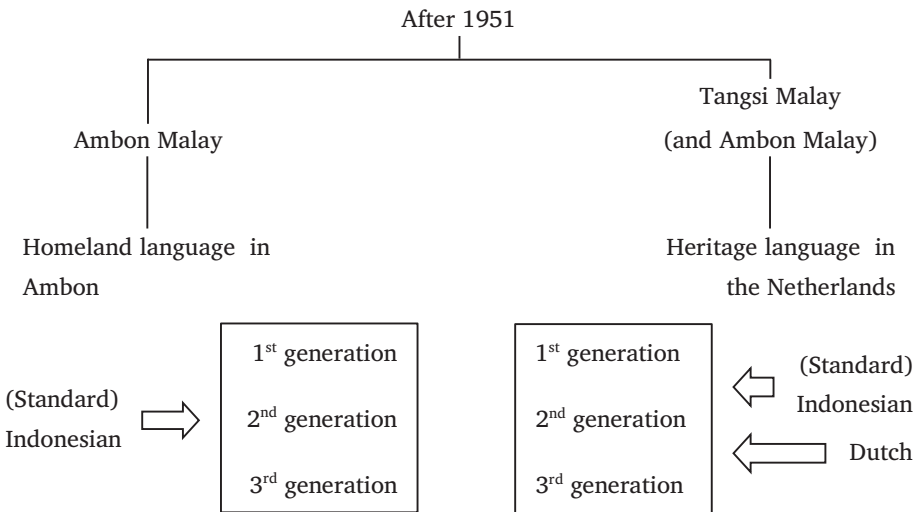 After 1951
Ambon Malay
Tangsi Malay
(and Ambon Malay)
Homeland language in
Ambon
Heritage language in
the Netherlands
(Standard)
Indonesian
1st generation
2nd generation
3rd generation
1st generation
2nd generation
3rd generation
(Standard)
Indonesian
Dutch